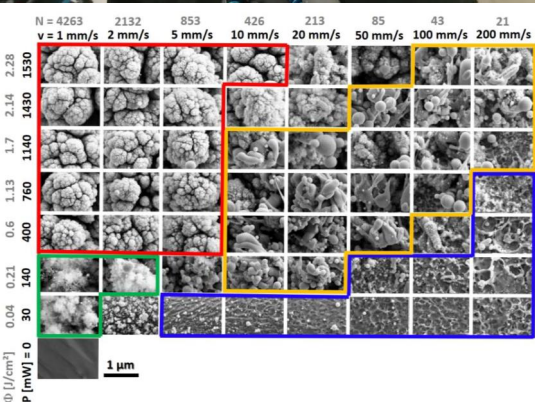 N = 4263 2132 853 426 213 85 43 21
v = 1 mm/s 2 mm/s 5 mm/s 10 mm/s 20 mm/s 50 mm/s 100 mm/s 200 mm/s
2.28 1530
2.14 1430
1.7 1140
1.13 760
0.6 400
0.21 140
0.04 30
Φ [J/cm²] P [mW] = 0
1 µm